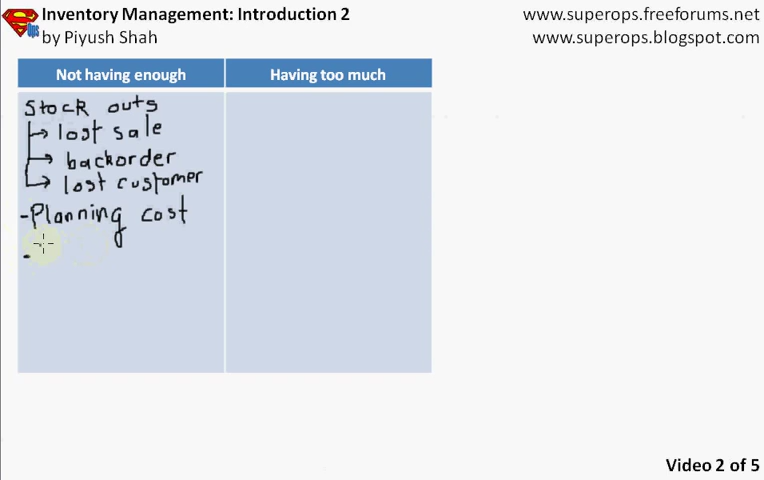 Inventory Management: Introduction 2
by Piyush Shah
www.superops.freeforums.net
www.superops.blogspot.com
S
Ops
Not having enough
Having too much
Stock outs
lost sale
backorder
lost customer
- Planning cost
-
Video 2 of 5